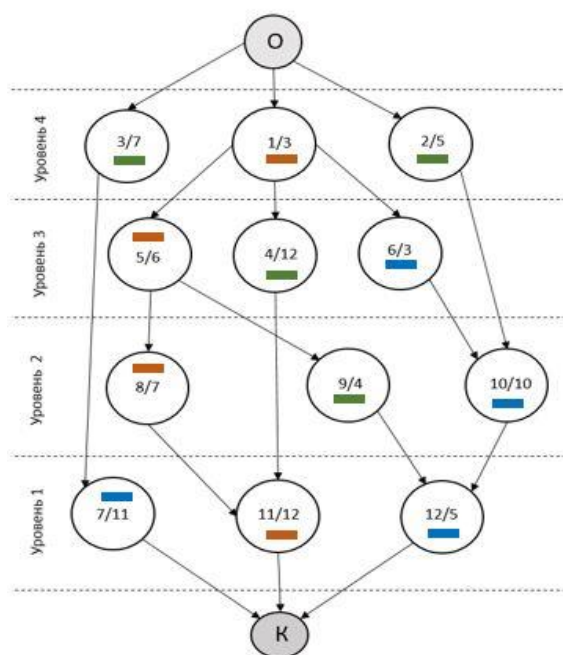 О
Уровень 4
3/7
1/3
2/5
Уровень 3
5/6
4/12
6/3
Уровень 2
8/7
9/4
10/10
Уровень 1
7/11
11/12
12/5
К